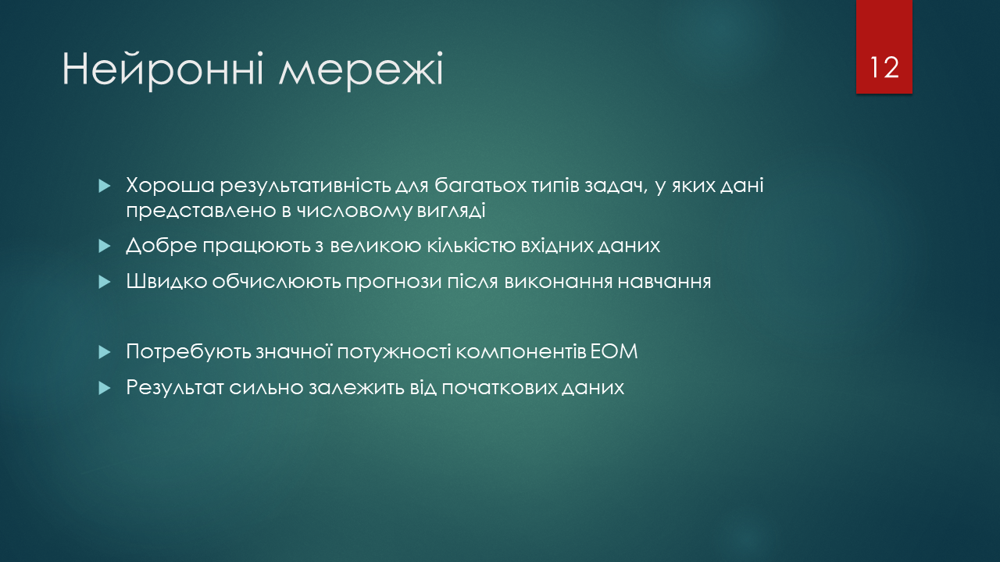 Нейронні мережі
12
Хороша результативність для багатьох типів задач, у яких дані
представлено в числовому вигляді
Добре працюють з великою кількістю вхідних даних
Швидко обчислюють прогнози після виконання навчання
Потребують значної потужності компонентів ЕОМ
Результат сильно залежить від початкових даних